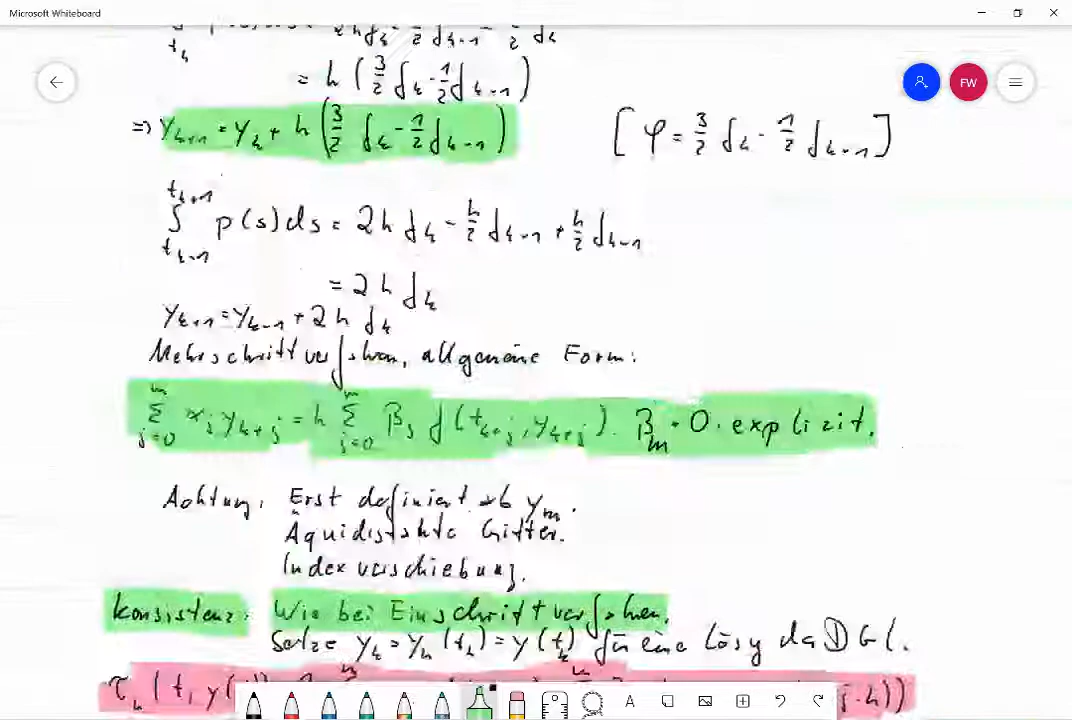 Microsoft Whiteboard
FW
= h (3/2 f_k - 1/2 f_{k-1})
=> y_{k+1} = y_k + h (3/2 f_k - 1/2 f_{k-1}) [φ = 3/2 f_k - 1/2 f_{k-1}]
∫_{t_{k-1}}^{t_{k+1}} p(s) ds = 2h f_k - h/2 f_{k-1} + h/2 f_{k-1}
= 2h f_k
y_{k+1} = y_{k-1} + 2h f_k
Mehrschrittverfahren, allgemeine Form:
∑_{j=0}^{m} α_j y_{k+j} = h ∑_{j=0}^{m} β_j f(t_{k+j}, y_{k+j}). β_m = 0: explizit.
Achtung: Erst definiert ab y_m.
Äquidistante Gitter.
Indexverschiebung.
Konsistenz: Wie bei Einschrittverfahren.
Setze y_k = y_h(t_k) = y(t_k) für eine Lösg der DGL.
τ_h (t, y(